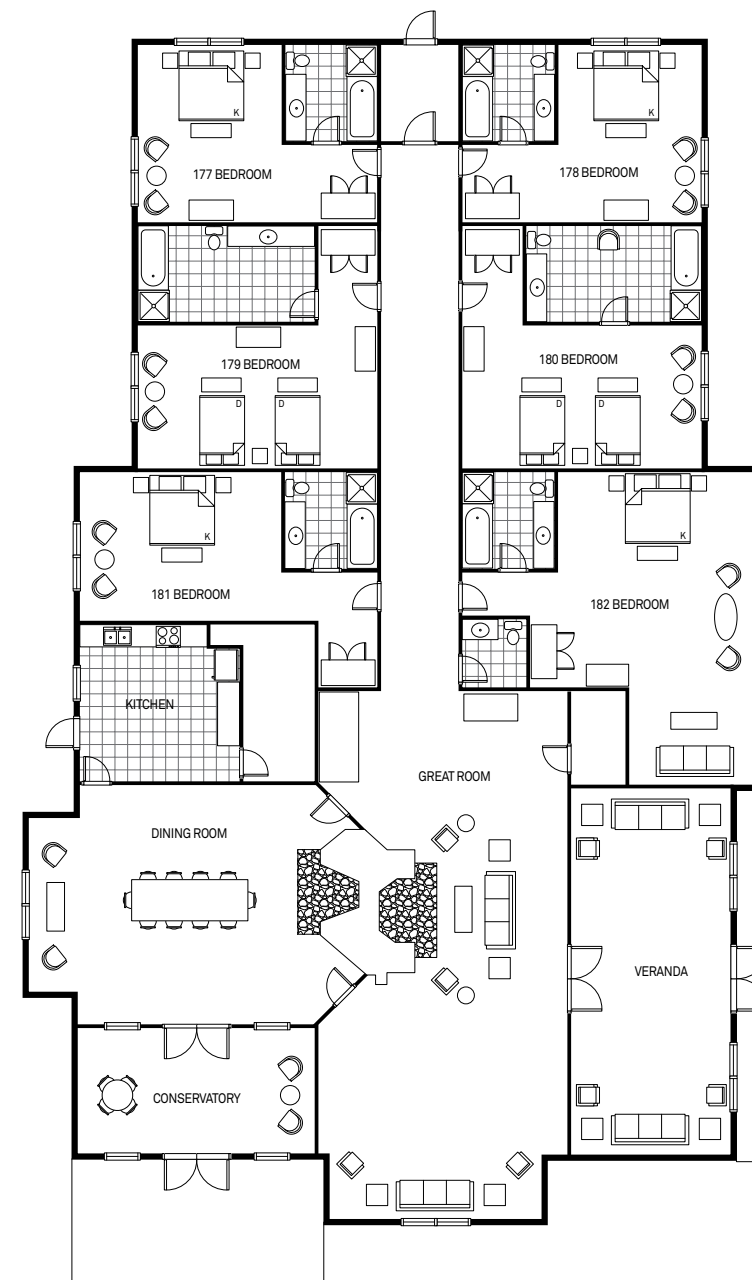 K
K
177 BEDROOM
178 BEDROOM
179 BEDROOM
180 BEDROOM
D
D
D
D
K
K
181 BEDROOM
182 BEDROOM
KITCHEN
GREAT ROOM
DINING ROOM
VERANDA
CONSERVATORY